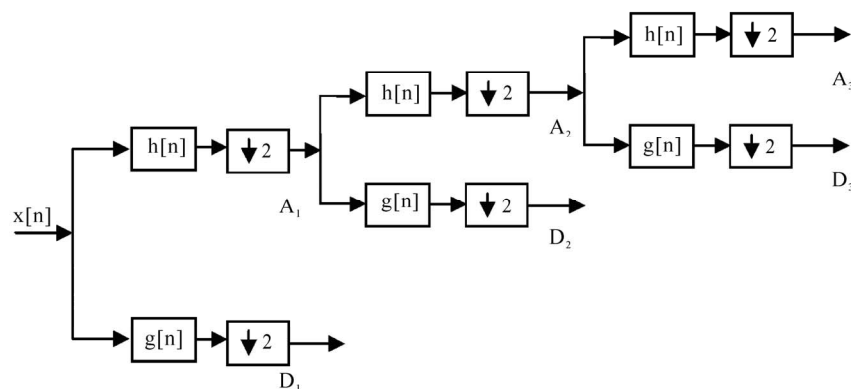 h[n] ↓ 2
A₃
h[n] ↓ 2
A₂
g[n] ↓ 2
D₃
h[n] ↓ 2
A₁
g[n] ↓ 2
D₂
x[n]
g[n] ↓ 2
D₁